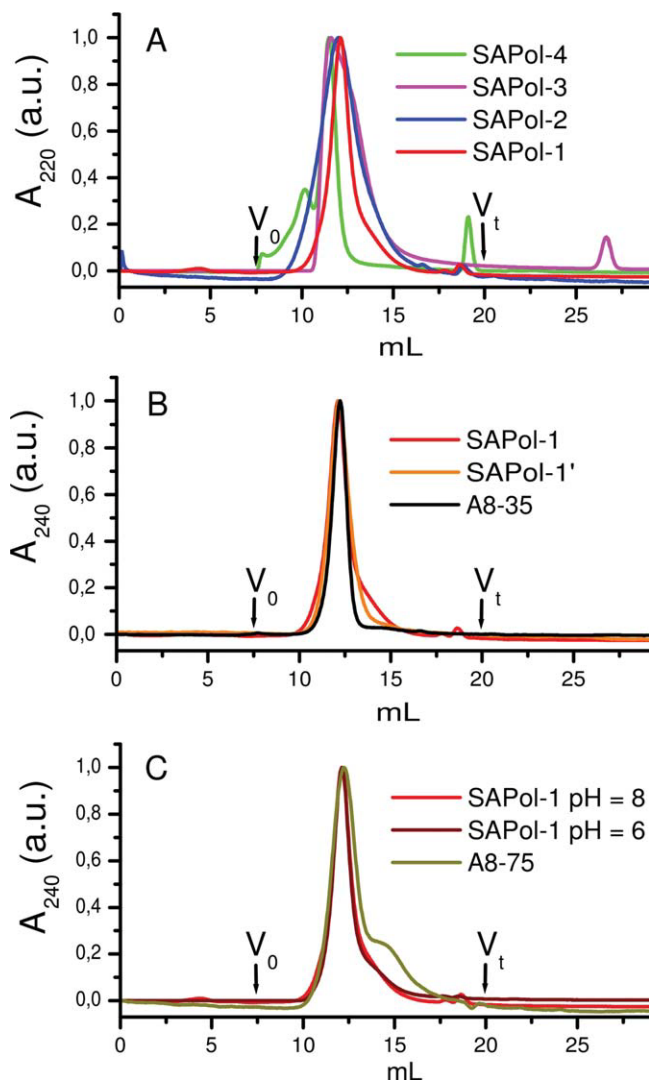 A
A220 (a.u.)
1,0
0,8
0,6
0,4
0,2
0,0
SAPol-4
SAPol-3
SAPol-2
SAPol-1
V0
Vt
0 5 10 15 20 25
mL
B
A240 (a.u.)
1,0
0,8
0,6
0,4
0,2
0,0
SAPol-1
SAPol-1'
A8-35
V0
Vt
0 5 10 15 20 25
mL
C
A240 (a.u.)
1,0
0,8
0,6
0,4
0,2
0,0
SAPol-1 pH = 8
SAPol-1 pH = 6
A8-75
V0
Vt
0 5 10 15 20 25
mL